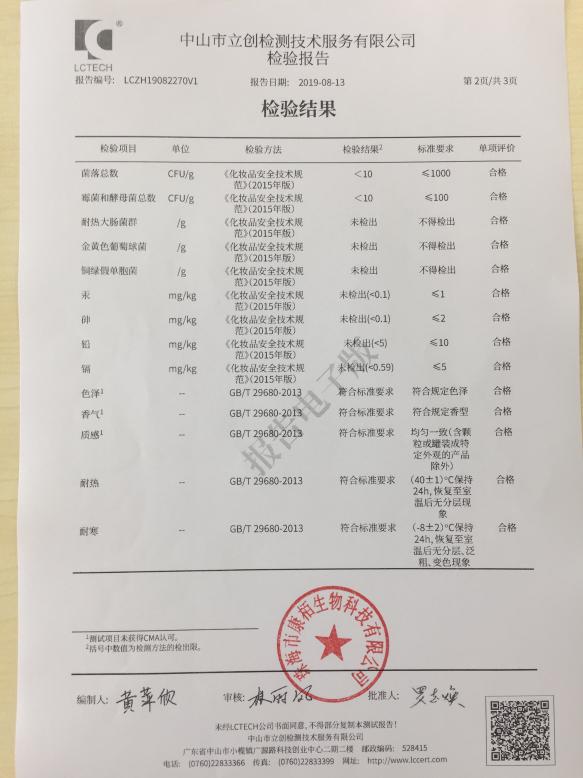 ®
LCTECH
中山市立创检测技术服务有限公司
检验报告
报告编号: LCZH19082270V1 报告日期: 2019-08-13 第2页/共3页
检验结果
检验项目 单位 检验方法 检验结果² 标准要求 单项评价
菌落总数 CFU/g 《化妆品安全技术规 <10 ≤1000 合格
范》(2015年版)
霉菌和酵母菌总数 CFU/g 《化妆品安全技术规 <10 ≤100 合格
范》(2015年版)
耐热大肠菌群 /g 《化妆品安全技术规 未检出 不得检出 合格
范》(2015年版)
金黄色葡萄球菌 /g 《化妆品安全技术规 未检出 不得检出 合格
范》(2015年版)
铜绿假单胞菌 /g 《化妆品安全技术规 未检出 不得检出 合格
范》(2015年版)
汞 mg/kg 《化妆品安全技术规 未检出(<0.1) ≤1 合格
范》(2015年版)
砷 mg/kg 《化妆品安全技术规 未检出(<0.1) ≤2 合格
范》(2015年版)
铅 mg/kg 《化妆品安全技术规 未检出(<5) ≤10 合格
范》(2015年版)
镉 mg/kg 《化妆品安全技术规 未检出(<0.59) ≤5 合格
范》(2015年版)
色泽¹ -- GB/T 29680-2013 符合标准要求 符合规定色泽 合格
香气¹ -- GB/T 29680-2013 符合标准要求 符合规定香型 合格
质感¹ -- GB/T 29680-2013 符合标准要求 均匀一致(含颗 合格
粒或罐装成特
定外观的产品
除外)
耐热 -- GB/T 29680-2013 符合标准要求 (40±1)℃保持 合格
24h,恢复至室
温后无分层现
象
耐寒 -- GB/T 29680-2013 符合标准要求 (-8±2)℃保持 合格
24h,恢复至室
温后无分层、泛
粗、变色现象
报告电子版
珠海市康栢生物科技有限公司
¹测试项目未获得CMA认可。
²括号中数值为检测方法的检出限。
编制人: 黄萍 审核: 林 批准人: 罗志焕
未经LCTECH公司书面同意、不得部分复制本测试报告!
中山市立创检测技术服务有限公司
广东省中山市小榄镇广源路科技创业中心二期二楼 邮政编码: 528415
电话: (0760)22833366 传真: (0760)22833399 网址: http://www.lccert.com